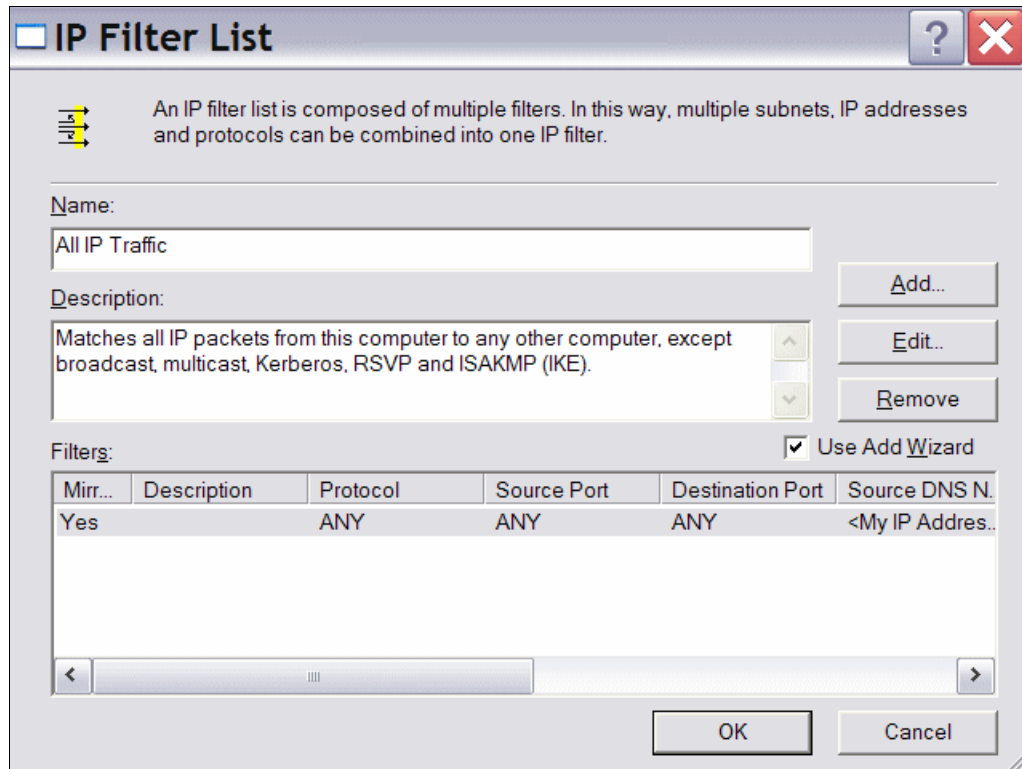 IP Filter List
An IP filter list is composed of multiple filters. In this way, multiple subnets, IP addresses
and protocols can be combined into one IP filter.
Name:
All IP Traffic
Add...
Description:
Matches all IP packets from this computer to any other computer, except
broadcast, multicast, Kerberos, RSVP and ISAKMP (IKE).
Edit...
Remove
Filters:
Use Add Wizard
Mirr... Description Protocol Source Port Destination Port Source DNS N.
Yes ANY ANY ANY <My IP Addres..
OK Cancel